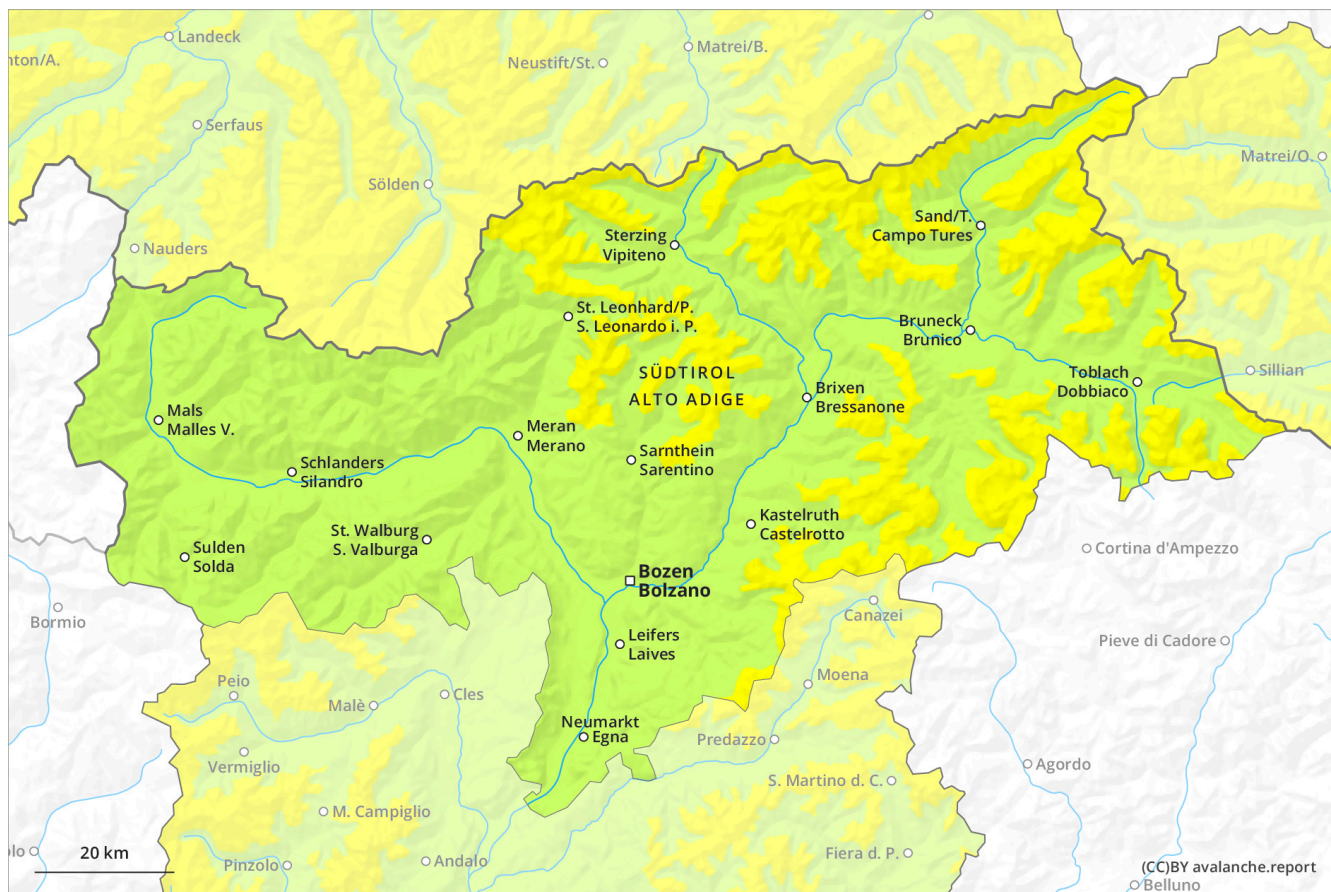 Landeck
nton/A.
Matrei/B.
Neustift/St.
Serfaus
Matrei/O.
Sölden
Sand/T.
Campo Tures
Sterzing
Vipiteno
Nauders
St. Leonhard/P.
S. Leonardo i. P.
Bruneck
Brunico
SÜDTIROL
ALTO ADIGE
Toblach
Dobbiaco
Sillian
Brixen
Bressanone
Mals
Malles V.
Meran
Merano
Sarnthein
Sarentino
Schlanders
Silandro
Kastelruth
Castelrotto
St. Walburg
S. Valburga
Sulden
Solda
Cortina d'Ampezzo
Bozen
Bolzano
Bormio
Canazei
Leifers
Laives
Pieve di Cadore
Moena
Peio
Cles
Malè
Neumarkt
Egna
Predazzo
Vermiglio
Agordo
S. Martino d. C.
M. Campiglio
20 km
lo
Pinzolo
Andalo
Fiera d. P.
(CC)BY avalanche.report
Belluno